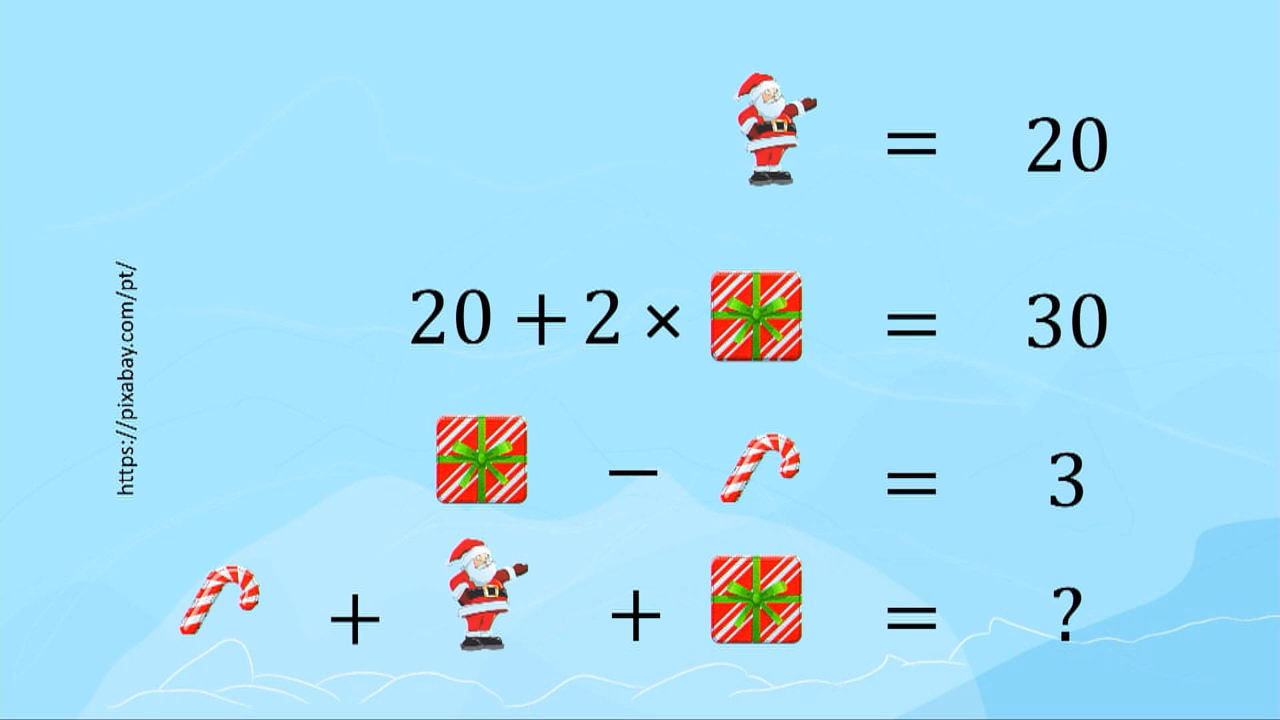 = 20
20 + 2 × = 30
https://pixabay.com/pt/
− = 3
+ + = ?